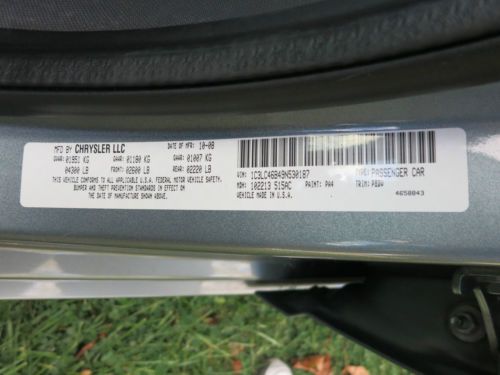 MFD BY CHRYSLER LLC DATE OF MFR: 10-08
GVWR: 01951 KG GAWR: 01180 KG GAWR: 01007 KG
04300 LB FRONT: 02600 LB REAR: 02220 LB
THIS VEHICLE CONFORMS TO ALL APPLICABLE U.S.A. FEDERAL MOTOR VEHICLE SAFETY,
BUMPER, AND THEFT PREVENTION STANDARDS IN EFFECT ON
THE DATE OF MANUFACTURE SHOWN ABOVE.
VIN: 1C3LC46B49N530187 TYPE: PASSENGER CAR
MDH: 102213 515AC PAINT: PA4 TRIM:
VEHICLE MADE IN U.S.A. 4658043